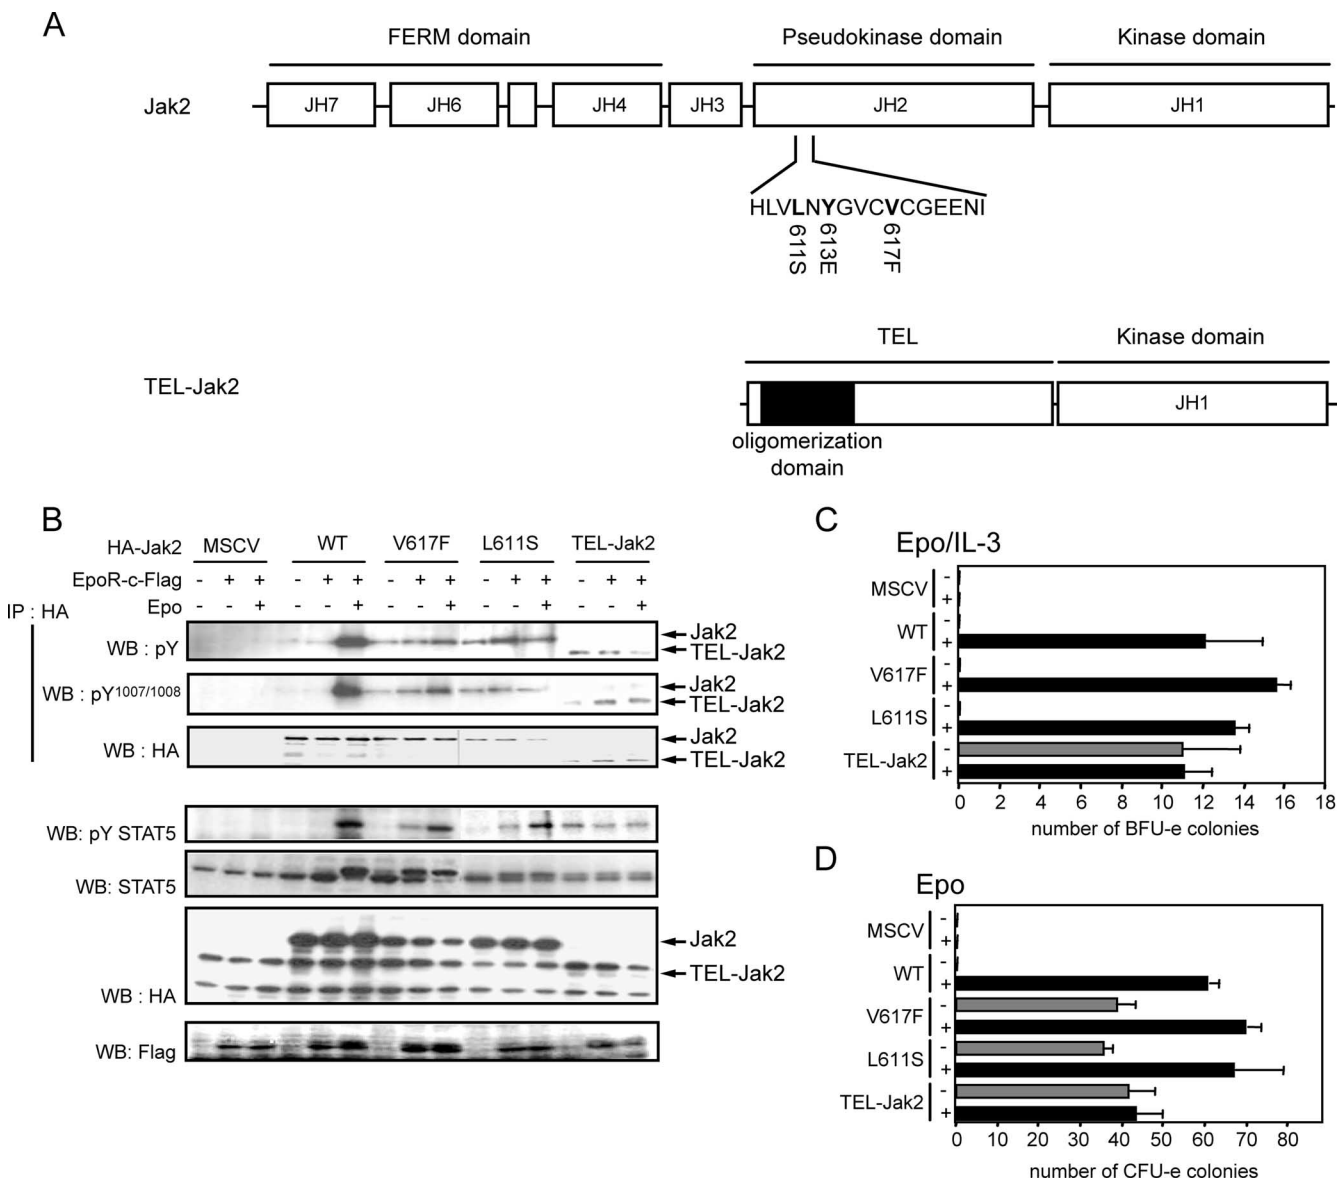 A
FERM domain
Pseudokinase domain
Kinase domain
Jak2
JH7
JH6
JH4
JH3
JH2
JH1
HLVLNYGVCVCGEENI
611S
613E
617F
TEL
Kinase domain
TEL-Jak2
JH1
oligomerization
domain
B
HA-Jak2 MSCV WT V617F L611S TEL-Jak2
EpoR-c-Flag - + + - + + - + + - + + - + +
Epo - - + - - + - - + - - + - - +
IP : HA
WB : pY
Jak2
TEL-Jak2
WB : pY1007/1008
Jak2
TEL-Jak2
WB : HA
Jak2
TEL-Jak2
WB: pY STAT5
WB: STAT5
Jak2
TEL-Jak2
WB : HA
WB: Flag
C
Epo/IL-3
MSCV - +
WT - +
V617F - +
L611S - +
TEL-Jak2 - +
0 2 4 6 8 10 12 14 16 18
number of BFU-e colonies
D
Epo
MSCV - +
WT - +
V617F - +
L611S - +
TEL-Jak2 - +
0 10 20 30 40 50 60 70 80
number of CFU-e colonies